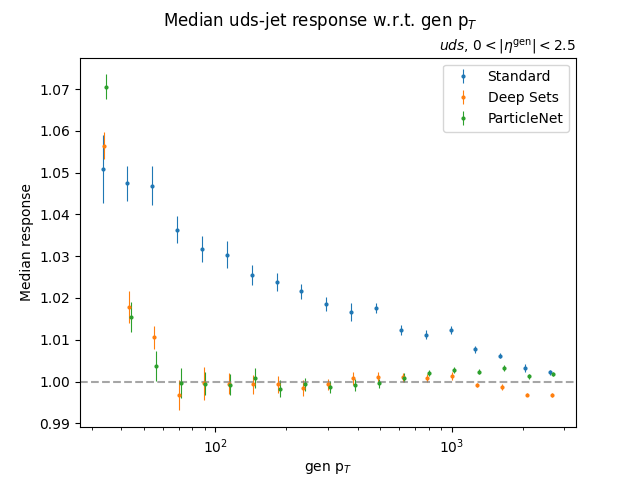 Median uds-jet response w.r.t. gen p_T
uds, 0 < |η^gen| < 2.5
Standard
Deep Sets
ParticleNet
Median response
1.07
1.06
1.05
1.04
1.03
1.02
1.01
1.00
0.99
10^2
10^3
gen p_T